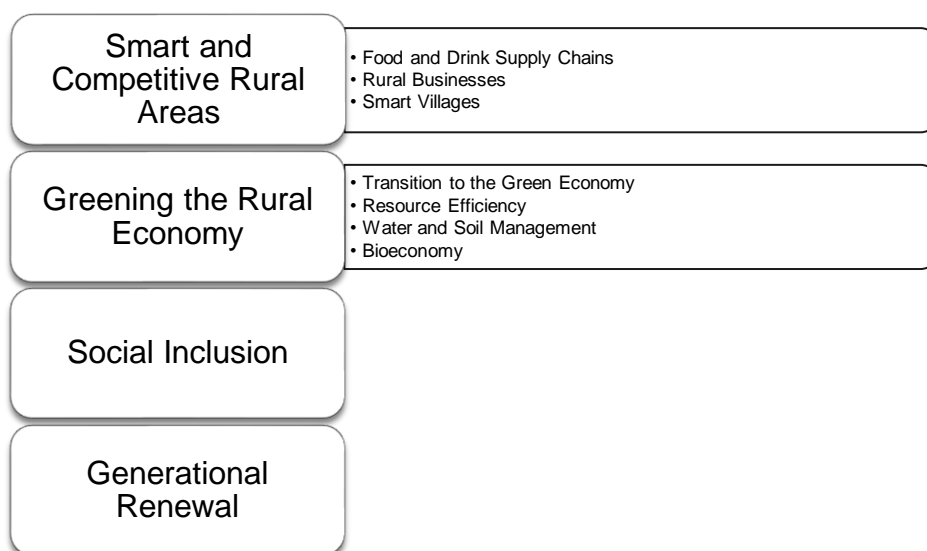 Smart and
Competitive Rural
Areas
• Food and Drink Supply Chains
• Rural Businesses
• Smart Villages
Greening the Rural
Economy
• Transition to the Green Economy
• Resource Efficiency
• Water and Soil Management
• Bioeconomy
Social Inclusion
Generational
Renewal